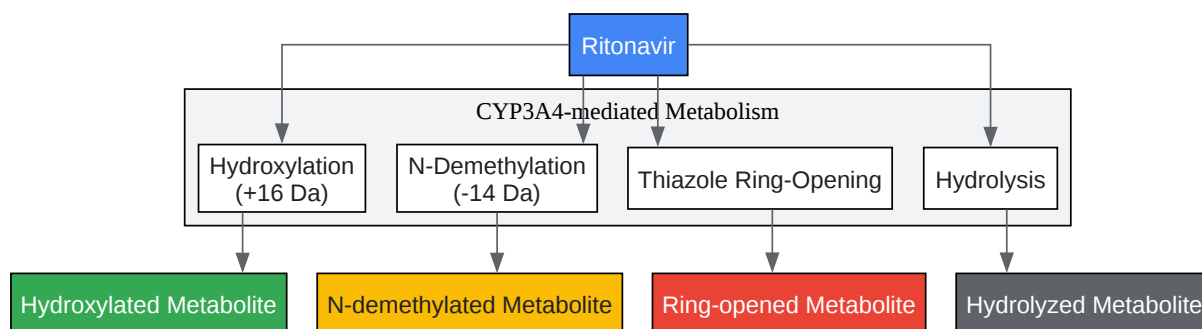 Ritonavir
CYP3A4-mediated Metabolism
Hydroxylation
(+16 Da)
N-Demethylation
(-14 Da)
Thiazole Ring-Opening
Hydrolysis
Hydroxylated Metabolite
N-demethylated Metabolite
Ring-opened Metabolite
Hydrolyzed Metabolite